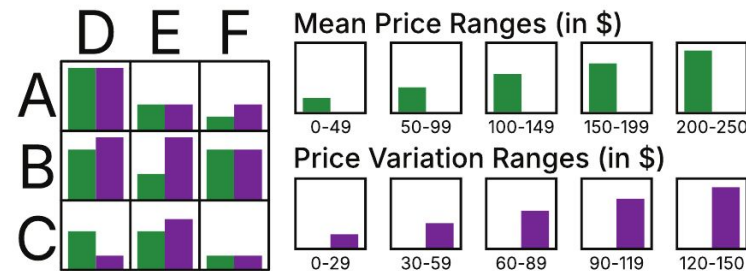 D E F
A
B
C
Mean Price Ranges (in $)
0-49 50-99 100-149 150-199 200-250
Price Variation Ranges (in $)
0-29 30-59 60-89 90-119 120-150